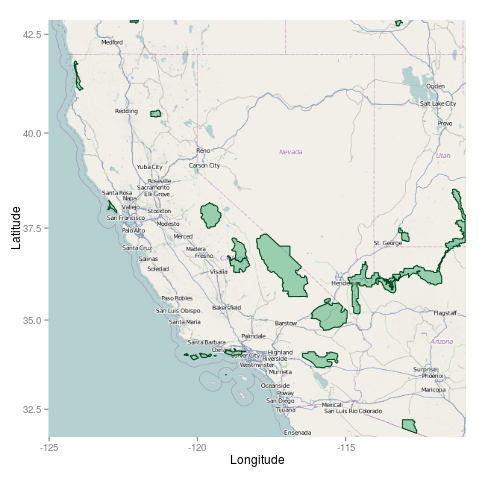 42.5
40.0
37.5
35.0
32.5
Latitude
-125
-120
-115
Longitude
Medford
Redding
Ogden
Salt Lake City
Provo
Reno
Carson City
Nevada
Utah
Yuba City
Roseville
Sacramento
Elk Grove
Santa Rosa
Napa
Vallejo
San Francisco
Stockton
Modesto
Palo Alto
Merced
Santa Cruz
Madera
Fresno
Salinas
Soledad
Visalia
St. George
Hender
Paso Robles
San Luis Obispo
Bakersfield
Santa Maria
Barstow
Flagstaff
Santa Barbara
Palmdale
Arizona
Highland
Riverside
Westminster
Murrieta
Surprise
Phoenix
Oceanside
Maricopa
Poway
San Diego
Tijuana
Mexicali
San Luis Rio Colorado
Ensenada